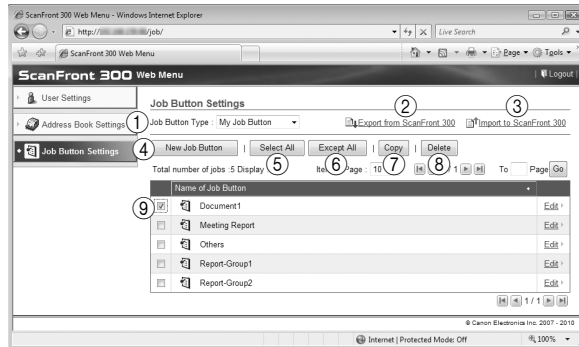 ScanFront 300 Web Menu - Windows Internet Explorer
http:// /job/
Live Search
ScanFront 300 Web Menu
Page
Tools
ScanFront 300 Web Menu
Logout
User Settings
Address Book Settings
Job Button Settings
Job Button Settings
2
3
1
Job Button Type : My Job Button
Export from ScanFront 300
Import to ScanFront 300
4
New Job Button | Select All Except All | Copy | Delete
5
6
7
8
Total number of jobs :5 Display
Page : 10
1
To Page Go
Name of Job Button
9
Document1 Edit
Meeting Report Edit
Others Edit
Report-Group1 Edit
Report-Group2 Edit
1 / 1
© Canon Electronics Inc. 2007 - 2010
Internet | Protected Mode: Off
100%